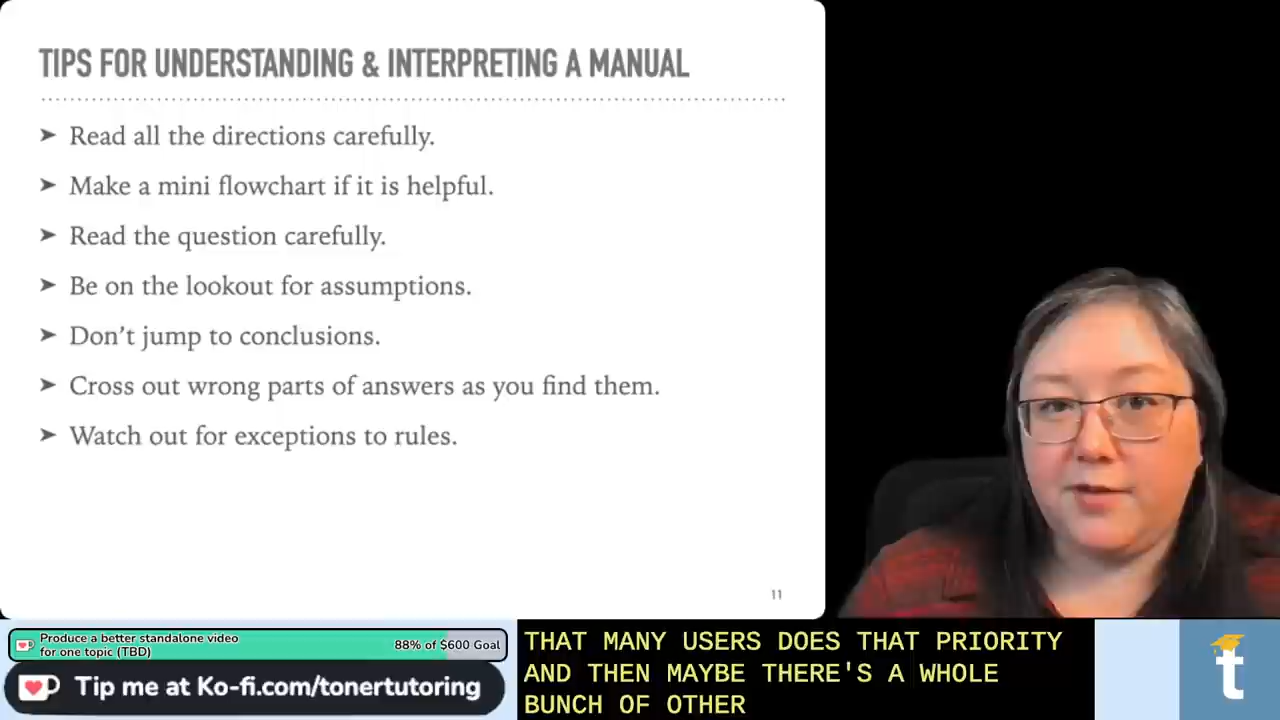 TIPS FOR UNDERSTANDING & INTERPRETING A MANUAL
➤ Read all the directions carefully.
➤ Make a mini flowchart if it is helpful.
➤ Read the question carefully.
➤ Be on the lookout for assumptions.
➤ Don't jump to conclusions.
➤ Cross out wrong parts of answers as you find them.
➤ Watch out for exceptions to rules.
11
Produce a better standalone video
for one topic (TBD)
88% of $600 Goal
Tip me at Ko-fi.com/tonertutoring
THAT MANY USERS DOES THAT PRIORITY
AND THEN MAYBE THERE'S A WHOLE
BUNCH OF OTHER
t